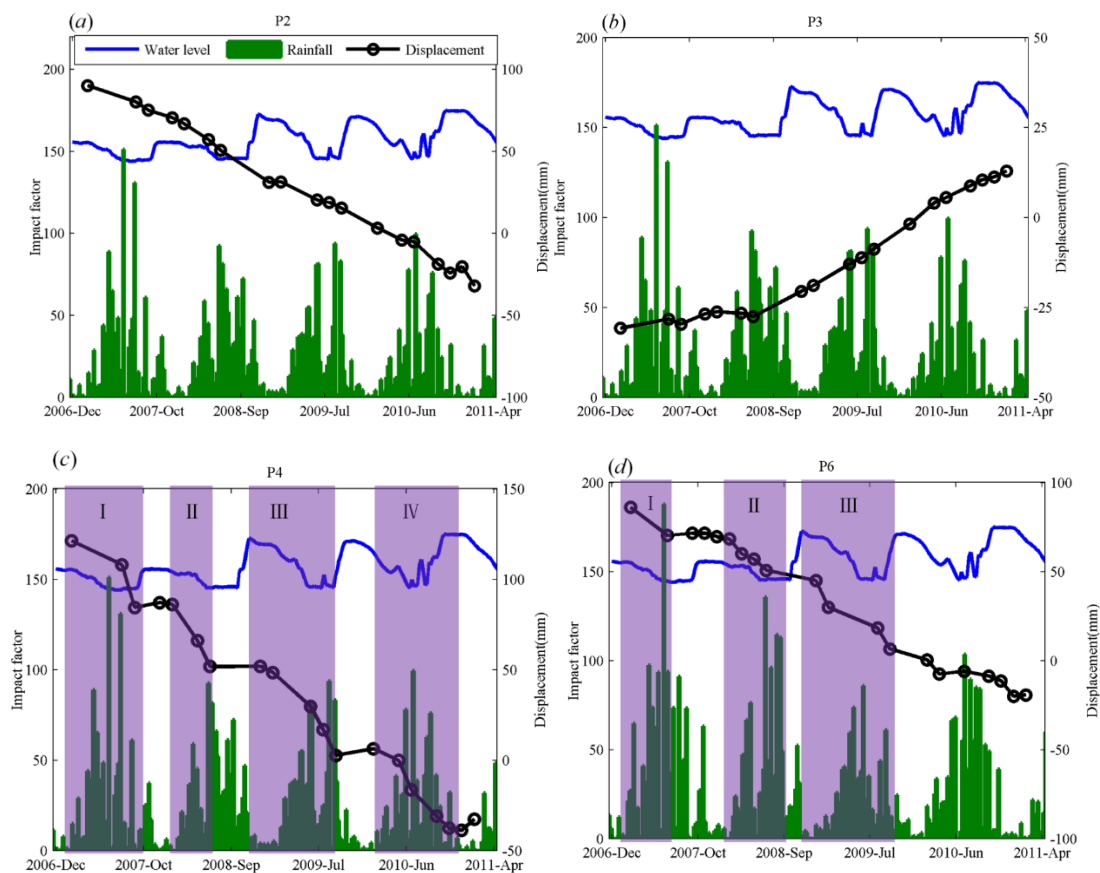 (a) P2
Water level Rainfall Displacement
200
150
100
50
0
Impact factor
100
50
0
-50
-100
Displacement(mm)
2006-Dec 2007-Oct 2008-Sep 2009-Jul 2010-Jun 2011-Apr
(b) P3
200
150
100
50
0
Impact factor
50
25
0
-25
-50
Displacement(mm)
2006-Dec 2007-Oct 2008-Sep 2009-Jul 2010-Jun 2011-Apr
(c) P4
I II III IV
200
150
100
50
0
Impact factor
150
100
50
0
-50
Displacement(mm)
2006-Dec 2007-Oct 2008-Sep 2009-Jul 2010-Jun 2011-Apr
(d) P6
I II III
200
150
100
50
0
Impact factor
100
50
0
-50
-100
Displacement(mm)
2006-Dec 2007-Oct 2008-Sep 2009-Jul 2010-Jun 2011-Apr